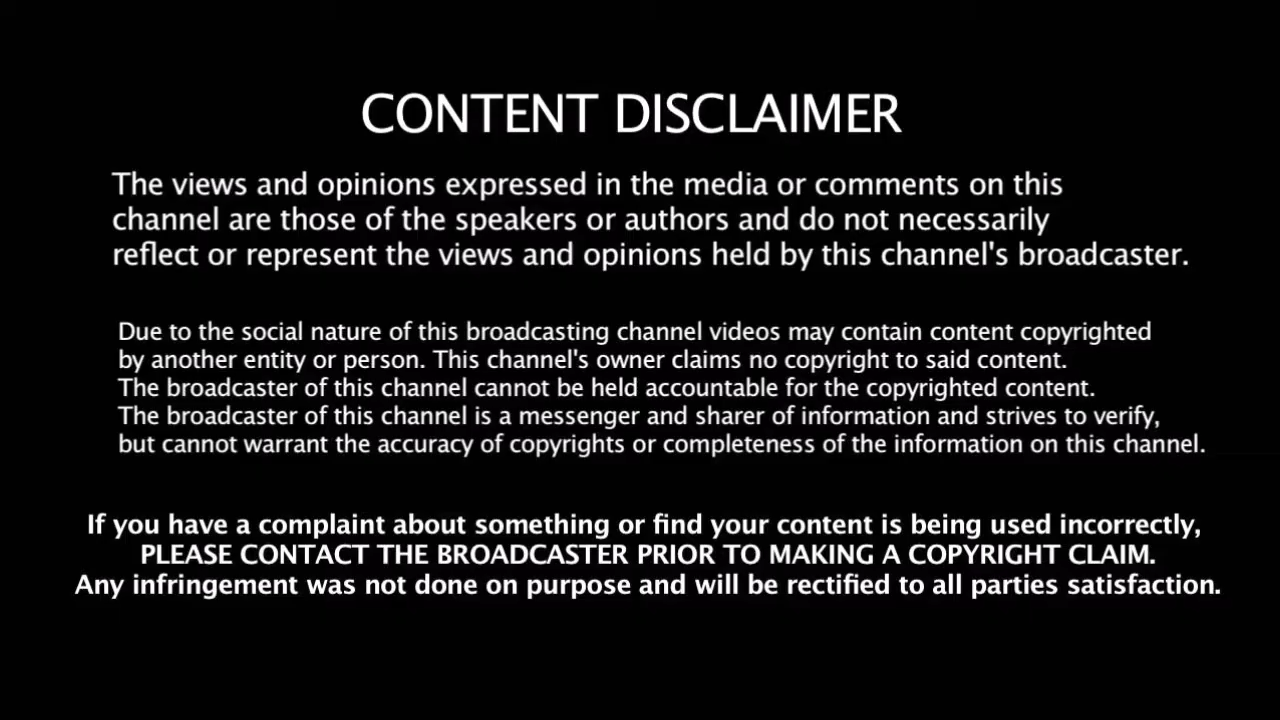 CONTENT DISCLAIMER
The views and opinions expressed in the media or comments on this
channel are those of the speakers or authors and do not necessarily
reflect or represent the views and opinions held by this channel's broadcaster.
Due to the social nature of this broadcasting channel videos may contain content copyrighted
by another entity or person. This channel's owner claims no copyright to said content.
The broadcaster of this channel cannot be held accountable for the copyrighted content.
The broadcaster of this channel is a messenger and sharer of information and strives to verify,
but cannot warrant the accuracy of copyrights or completeness of the information on this channel.
If you have a complaint about something or find your content is being used incorrectly,
PLEASE CONTACT THE BROADCASTER PRIOR TO MAKING A COPYRIGHT CLAIM.
Any infringement was not done on purpose and will be rectified to all parties satisfaction.